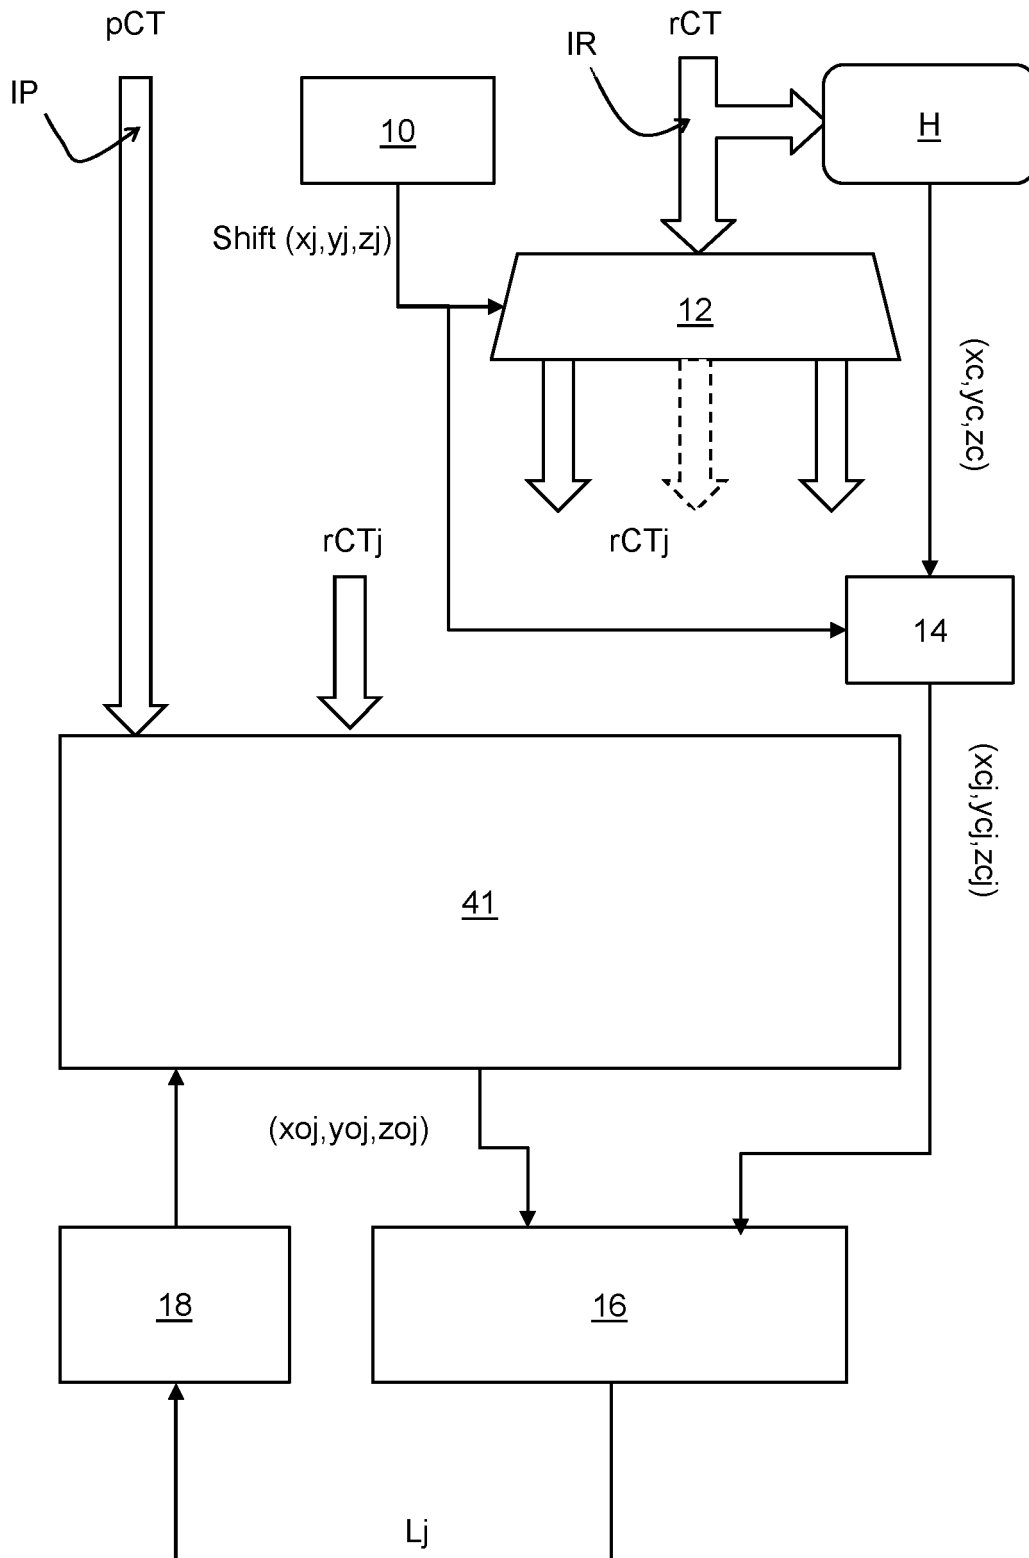 pCT
rCT
IR
IP
10
H
Shift (xj,yj,zj)
12
(xc,yc,zc)
rCTj
rCTj
14
(xcj,ycj,zcj)
41
(xoj,yoj,zoj)
18
16
Lj